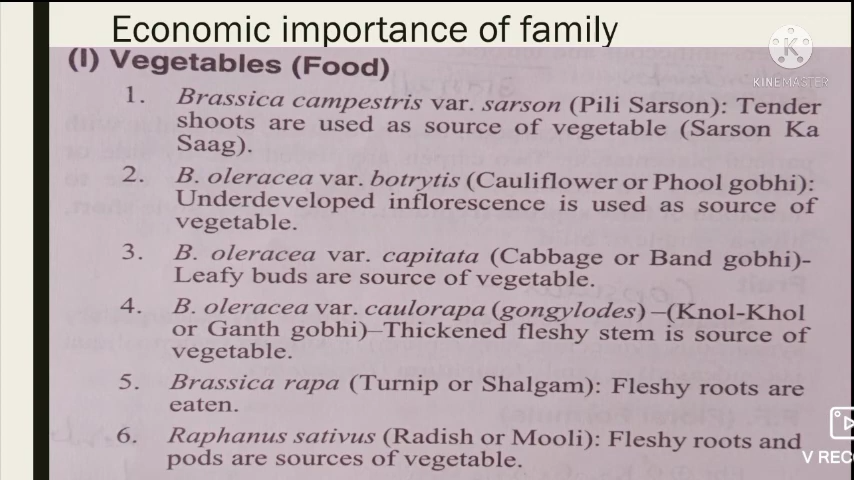 Economic importance of family
(I) Vegetables (Food)
K
KINEMASTER
1. Brassica campestris var. sarson (Pili Sarson): Tender
shoots are used as source of vegetable (Sarson Ka
Saag).
2. B. oleracea var. botrytis (Cauliflower or Phool gobhi):
Underdeveloped inflorescence is used as source of
vegetable.
3. B. oleracea var. capitata (Cabbage or Band gobhi)-
Leafy buds are source of vegetable.
4. B. oleracea var. caulorapa (gongylodes) –(Knol-Khol
or Ganth gobhi)–Thickened fleshy stem is source of
vegetable.
5. Brassica rapa (Turnip or Shalgam): Fleshy roots are
eaten.
6. Raphanus sativus (Radish or Mooli): Fleshy roots and
pods are sources of vegetable.
V REC